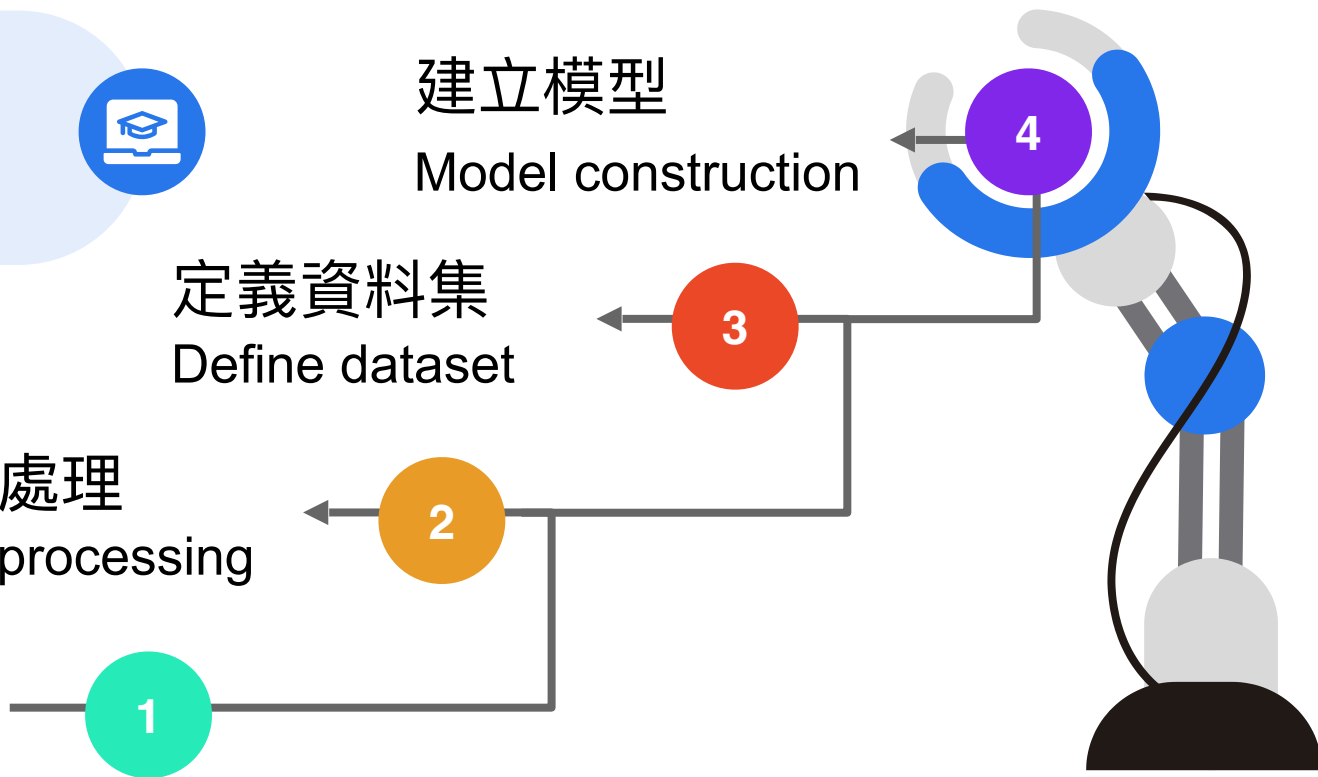 建立模型
Model construction
4
定義資料集
Define dataset
3
處理
processing
2
1